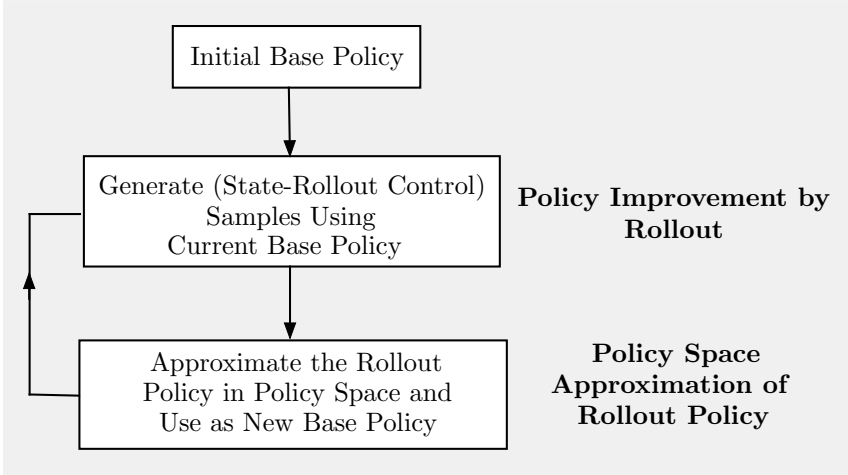 Initial Base Policy
Generate (State-Rollout Control)
Samples Using
Current Base Policy
Policy Improvement by
Rollout
Approximate the Rollout
Policy in Policy Space and
Use as New Base Policy
Policy Space
Approximation of
Rollout Policy